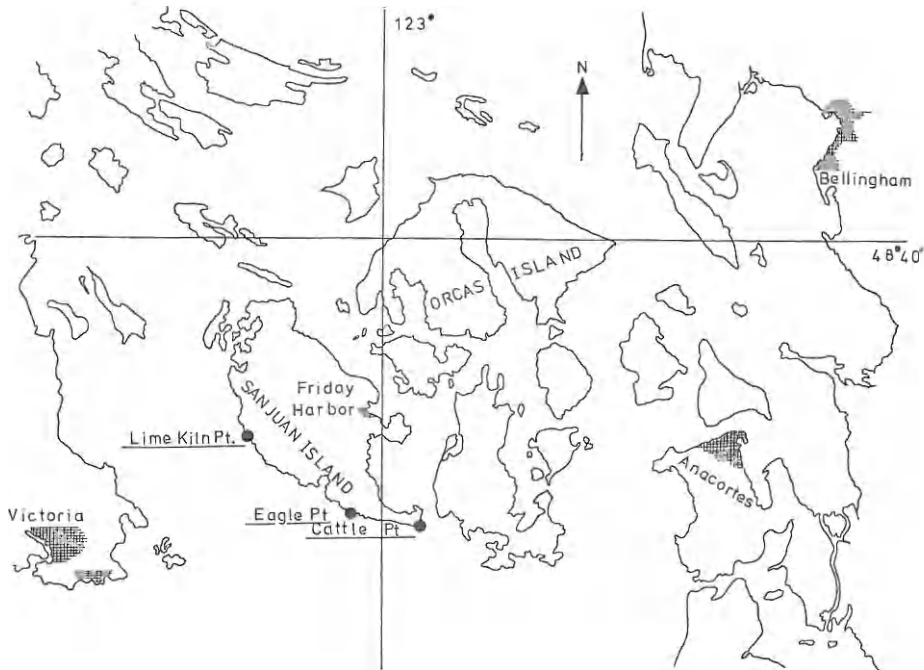 123°
N
Bellingham
48°40'
ORCAS
ISLAND
Friday
Harbor
SAN JUAN ISLAND
Lime Kiln Pt.
Anacortes
Victoria
Eagle Pt
Cattle Pt